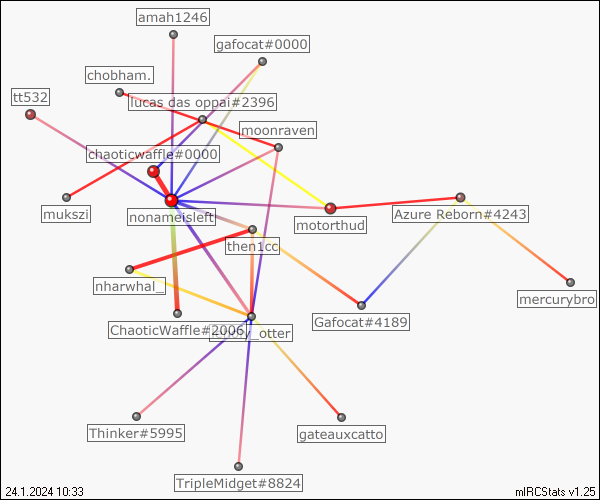 amah1246
gafocat#0000
chobham.
tt532
lucas das oppai#2396
moonraven
chaoticwaffle#0000
mukszi
nonameisleft
motorthud
Azure Reborn#4243
then1cc
nharwhal_
mercurybro
Gafocat#4189
ChaoticWaffle#2006
_otter
Thinker#5995
gateauxcatto
TripleMidget#8824
24.1.2024 10:33
mIRCStats v1.25